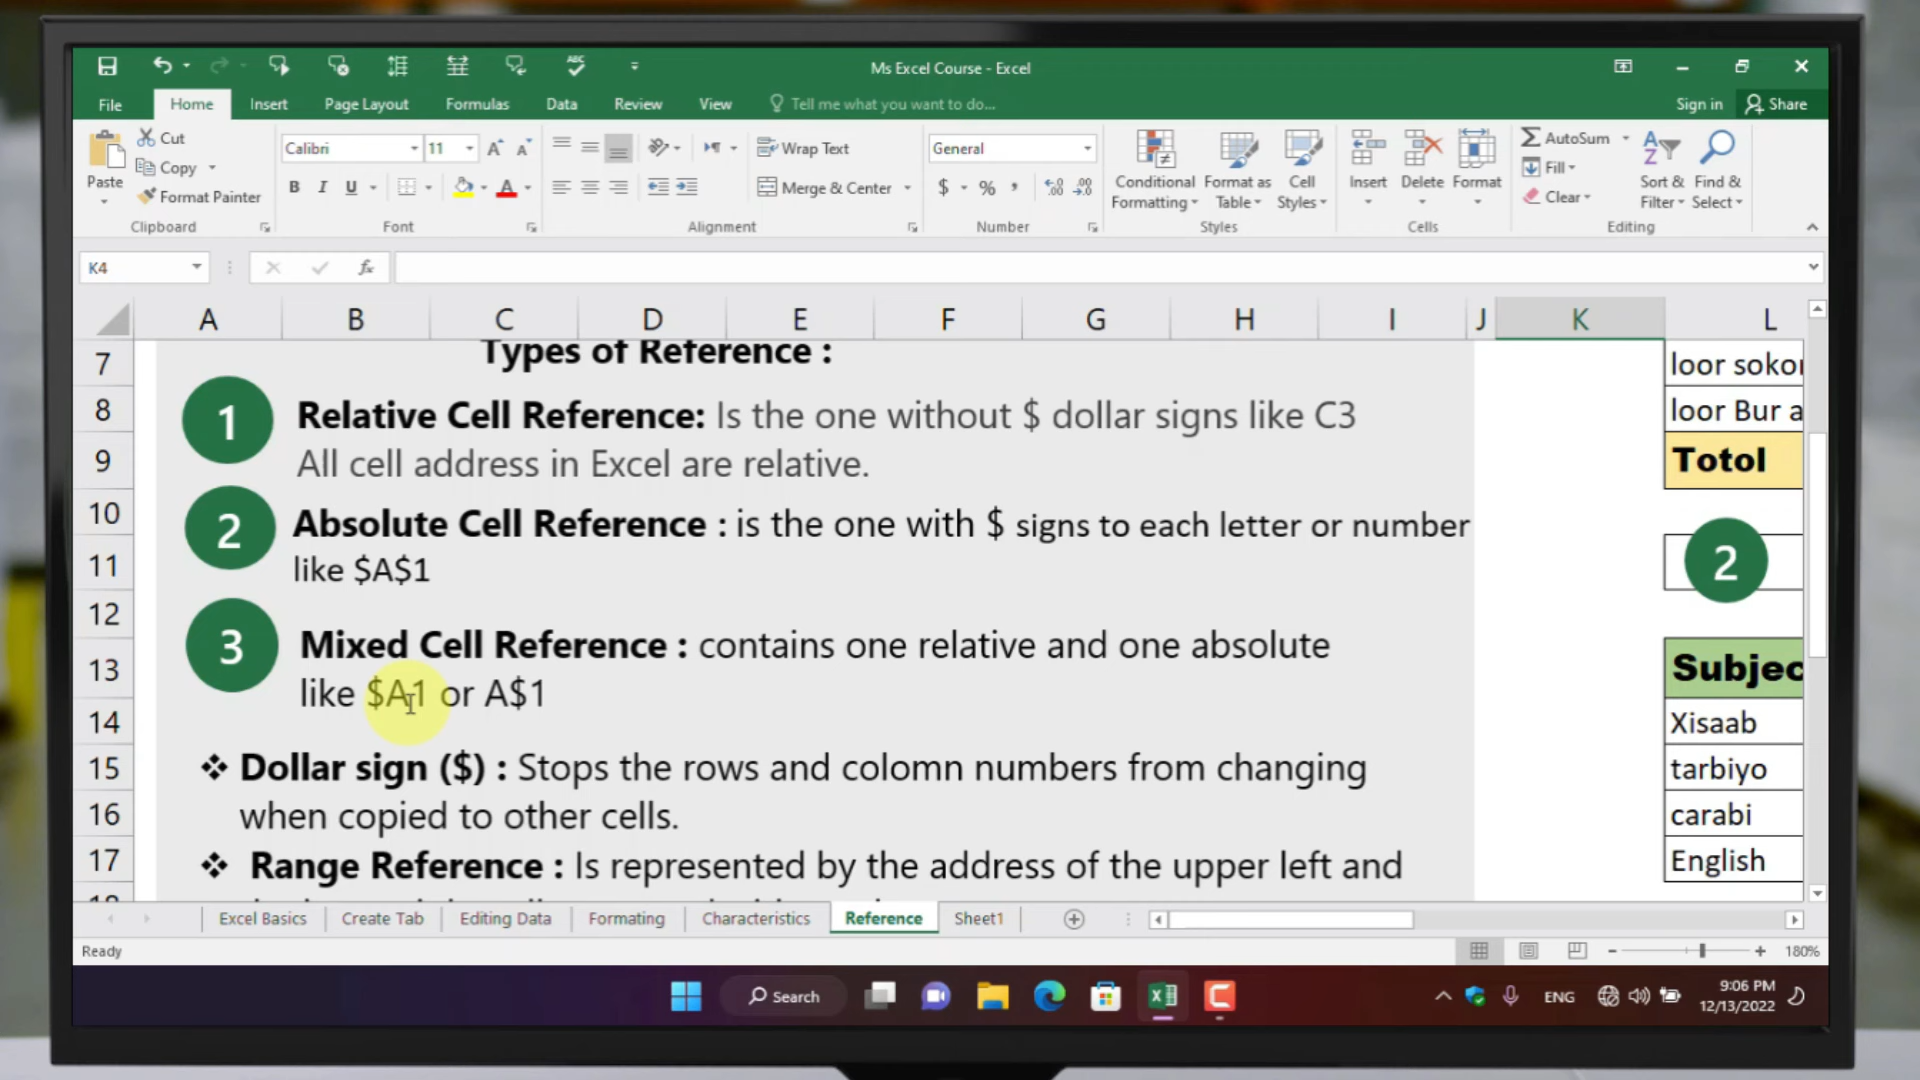 Ms Excel Course - Excel
File Home Insert Page Layout Formulas Data Review View Tell me what you want to do...
Sign in Share
Paste
Cut
Copy
Format Painter
Clipboard
Calibri 11
B I U
Font
Wrap Text
Merge & Center
Alignment
General
$ % ,
Number
Conditional Formatting
Format as Table
Cell Styles
Styles
Insert Delete Format
Cells
AutoSum
Fill
Clear
Sort & Filter
Find & Select
Editing
K4
fx
A B C D E F G H I J K L
7
8
9
10
11
12
13
14
15
16
17
Types of Reference :
1 Relative Cell Reference: Is the one without $ dollar signs like C3
All cell address in Excel are relative.
2 Absolute Cell Reference : is the one with $ signs to each letter or number
like $A$1
3 Mixed Cell Reference : contains one relative and one absolute
like $A1 or A$1
❖ Dollar sign ($) : Stops the rows and colomn numbers from changing
when copied to other cells.
❖ Range Reference : Is represented by the address of the upper left and
loor
loor Bur a
Totol
2
Subjec
Xisaab
tarbiyo
carabi
English
Excel Basics Create Tab Editing Data Formating Characteristics Reference Sheet1
Ready
180%
Search
ENG
9:06 PM
12/13/2022